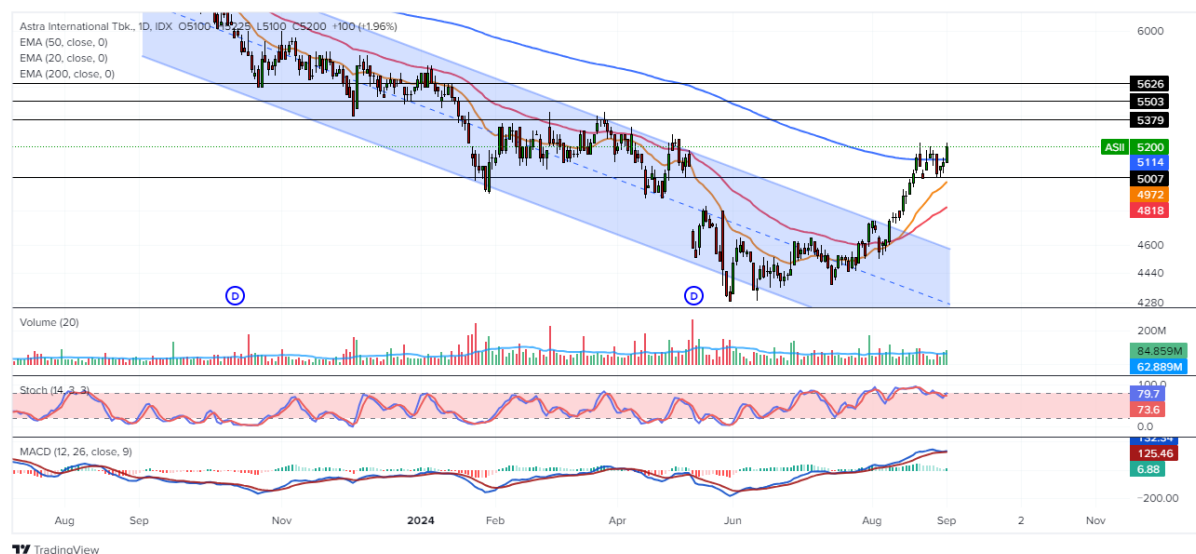 Astra International Tbk., 1D, IDX O5100 5225 L5100 C5200 +100 (+1.96%)
EMA (50, close, 0)
EMA (20, close, 0)
EMA (200, close, 0)
6000
5626
5503
5379
ASII 5200
5114
5007
4972
4818
4600
4440
4280
D D
Volume (20)
200M
84.859M
62.889M
Stoch (14, 3, 3)
100.0
79.7
73.6
0.0
MACD (12, 26, close, 9)
132.34
125.46
6.88
−200.00
Aug Sep Nov 2024 Feb Apr Jun Aug Sep 2 Nov
TradingView